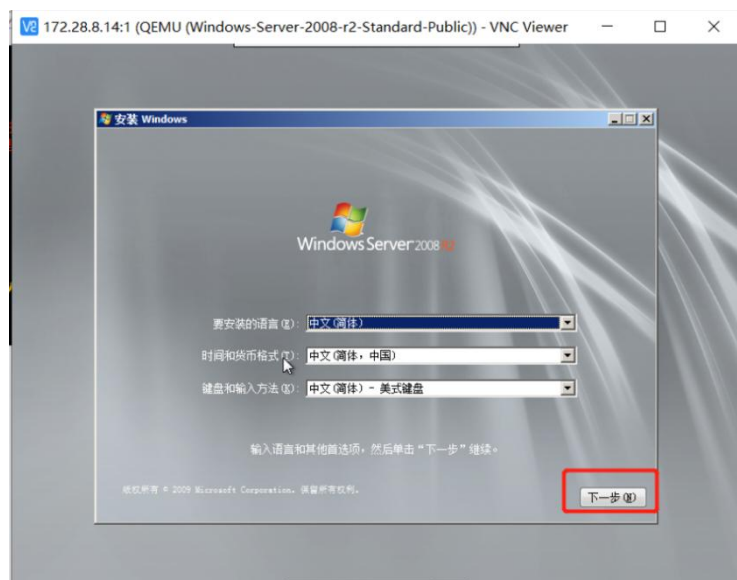 172.28.8.14:1 (QEMU (Windows-Server-2008-r2-Standard-Public)) - VNC Viewer
安装 Windows
Windows Server 2008 R2
要安装的语言(E): 中文(简体)
时间和货币格式(T): 中文(简体，中国)
键盘和输入方法(K): 中文(简体) - 美式键盘
输入语言和其他首选项，然后单击“下一步”继续。
版权所有 © 2009 Microsoft Corporation。保留所有权利。
下一步(N)